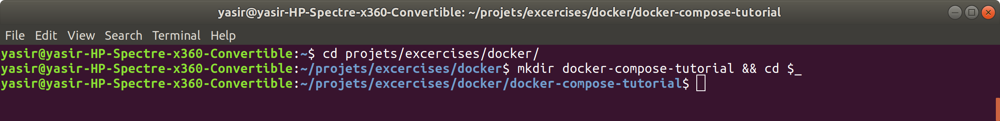 yasir@yasir-HP-Spectre-x360-Convertible: ~/projets/excercises/docker/docker-compose-tutorial
File Edit View Search Terminal Help
yasir@yasir-HP-Spectre-x360-Convertible:~$ cd projets/excercises/docker/
yasir@yasir-HP-Spectre-x360-Convertible:~/projets/excercises/docker$ mkdir docker-compose-tutorial && cd $_
yasir@yasir-HP-Spectre-x360-Convertible:~/projets/excercises/docker/docker-compose-tutorial$